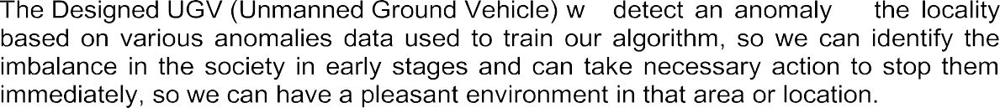 The Designed UGV (Unmanned Ground Vehicle) w detect an anomaly the locality
based on various anomalies data used to train our algorithm, so we can identify the
imbalance in the society in early stages and can take necessary action to stop them
immediately, so we can have a pleasant environment in that area or location.